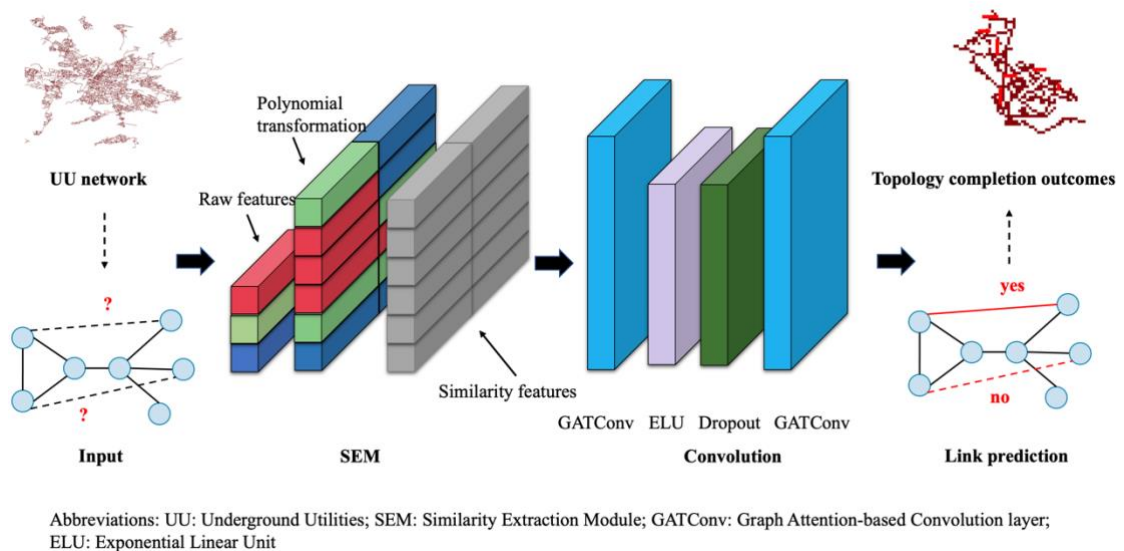 Polynomial
transformation
UU network
Raw features
Topology completion outcomes
?
yes
?
no
Similarity features
GATConv ELU Dropout GATConv
Input
SEM
Convolution
Link prediction
Abbreviations: UU: Underground Utilities; SEM: Similarity Extraction Module; GATConv: Graph Attention-based Convolution layer;
ELU: Exponential Linear Unit